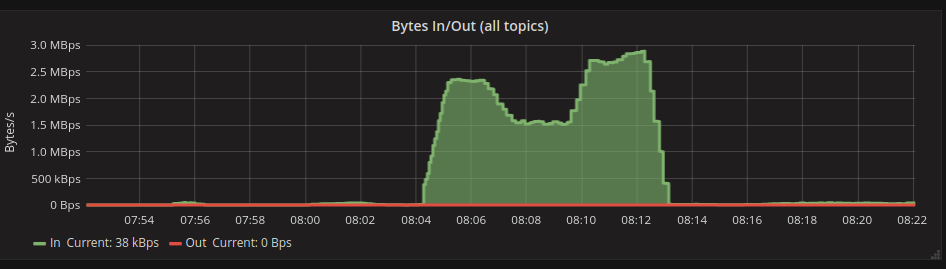 Bytes In/Out (all topics)
3.0 MBps
2.5 MBps
2.0 MBps
1.5 MBps
1.0 MBps
500 kBps
0 Bps
Bytes/s
07:54 07:56 07:58 08:00 08:02 08:04 08:06 08:08 08:10 08:12 08:14 08:16 08:18 08:20 08:22
In Current: 38 kBps Out Current: 0 Bps